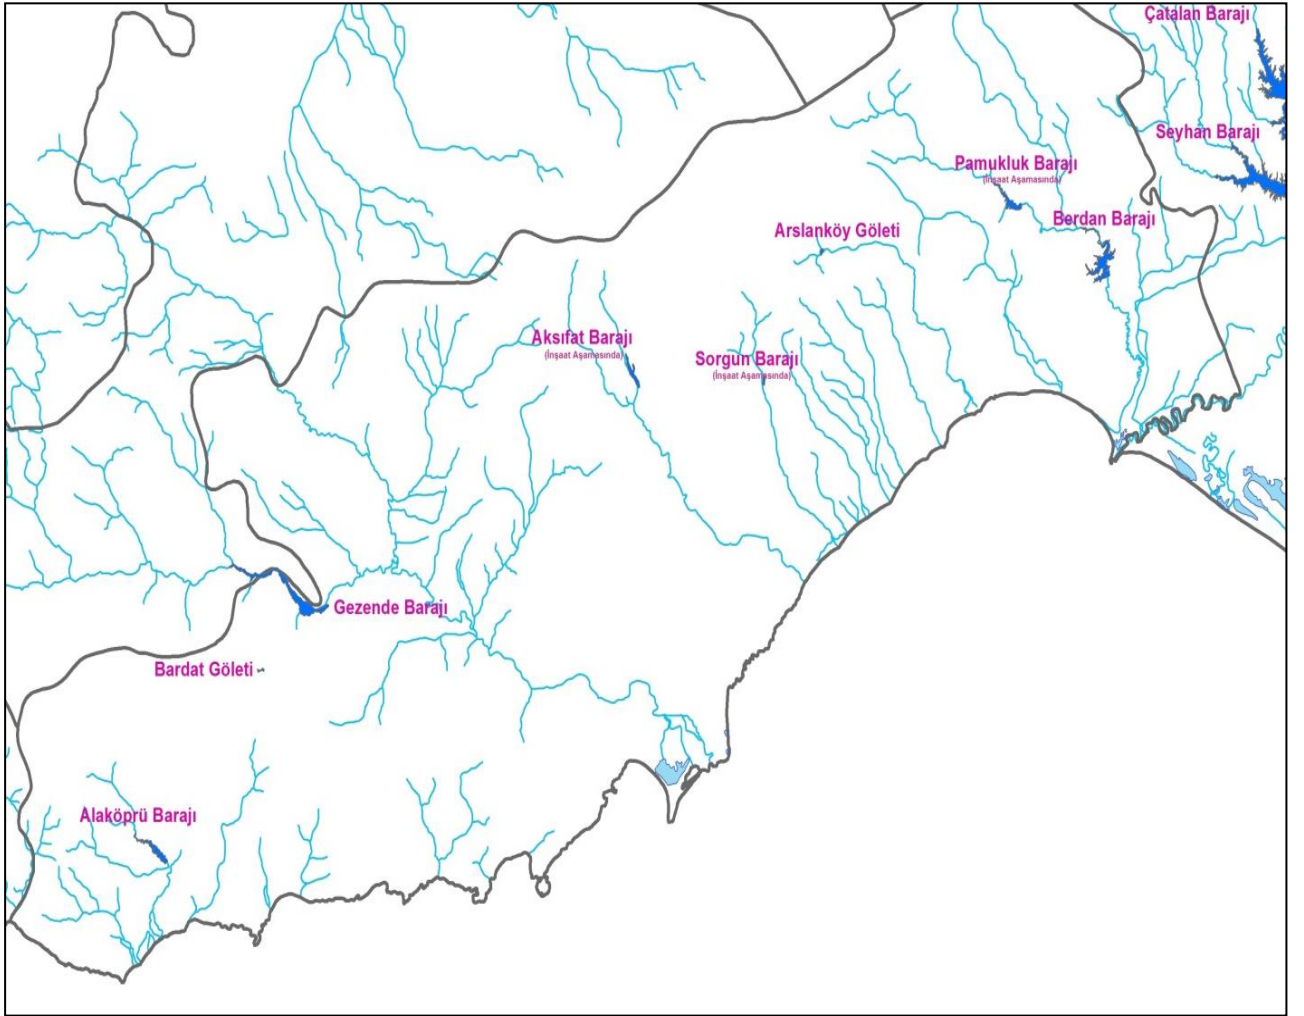 Çatalan Barajı
Seyhan Barajı
Pamukluk Barajı
(İnşaat Aşamasında)
Berdan Barajı
Arslanköy Göleti
Aksıfat Barajı
(İnşaat Aşamasında)
Sorgun Barajı
(İnşaat Aşamasında)
Gezende Barajı
Bardat Göleti
Alaköprü Barajı